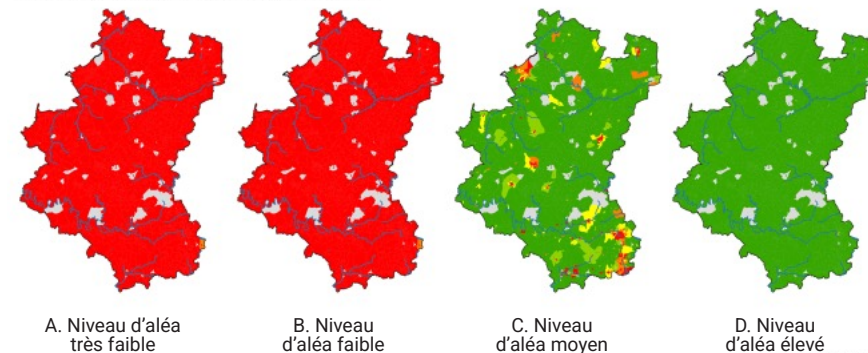 A. Niveau d'aléa
très faible
B. Niveau
d'aléa faible
C. Niveau
d'aléa moyen
D. Niveau
d'aléa élevé